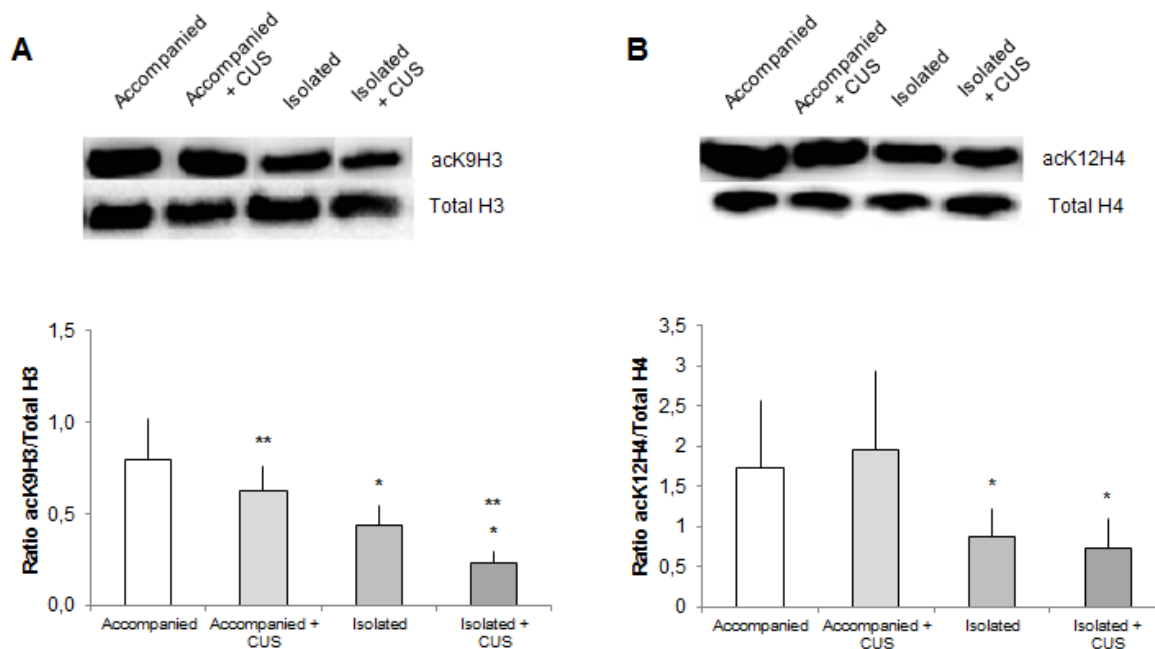 A
Accompanied
Accompanied
+ CUS
Isolated
Isolated
+ CUS
acK9H3
Total H3
Ratio acK9H3/Total H3
1,5
1,0
0,5
0,0
**
*
**
*
Accompanied
Accompanied +
CUS
Isolated
Isolated +
CUS
B
Accompanied
Accompanied
+ CUS
Isolated
Isolated
+ CUS
acK12H4
Total H4
Ratio acK12H4/Total H4
3,5
3
2,5
2
1,5
1
0,5
0
*
*
Accompanied
Accompanied +
CUS
Isolated
Isolated +
CUS